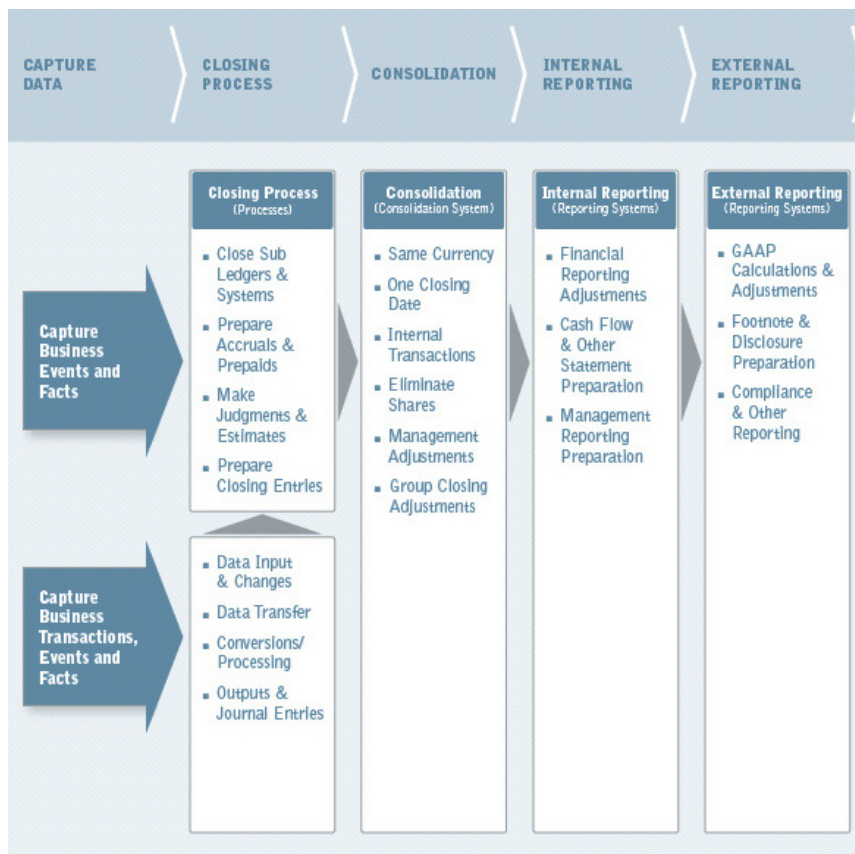 CAPTURE
DATA
CLOSING
PROCESS
CONSOLIDATION
INTERNAL
REPORTING
EXTERNAL
REPORTING
Capture
Business
Events and
Facts
Capture
Business
Transactions,
Events and
Facts
Closing Process
(Processes)
▪ Close Sub
Ledgers &
Systems
▪ Prepare
Accruals &
Prepaids
▪ Make
Judgments &
Estimates
▪ Prepare
Closing Entries
▪ Data Input
& Changes
▪ Data Transfer
▪ Conversions/
Processing
▪ Outputs &
Journal Entries
Consolidation
(Consolidation System)
▪ Same Currency
▪ One Closing
Date
▪ Internal
Transactions
▪ Eliminate
Shares
▪ Management
Adjustments
▪ Group Closing
Adjustments
Internal Reporting
(Reporting Systems)
▪ Financial
Reporting
Adjustments
▪ Cash Flow
& Other
Statement
Preparation
▪ Management
Reporting
Preparation
External Reporting
(Reporting Systems)
▪ GAAP
Calculations &
Adjustments
▪ Footnote &
Disclosure
Preparation
▪ Compliance
& Other
Reporting